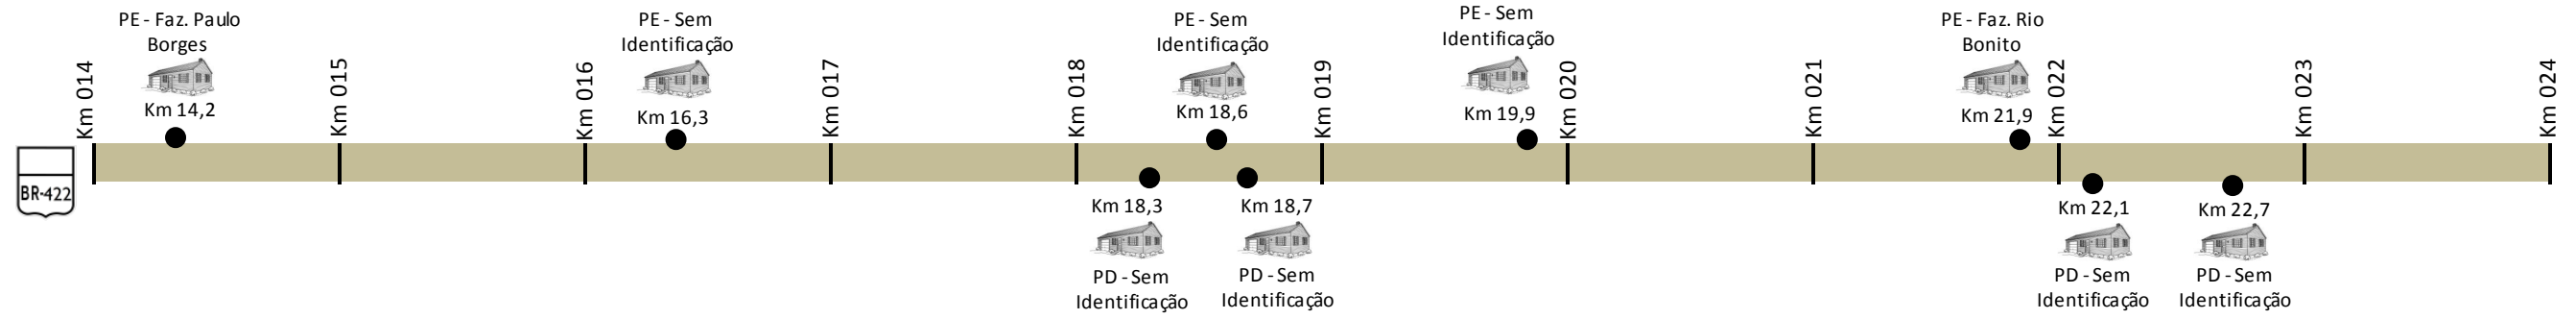 PE - Faz. Paulo
Borges
Km 14,2
PE - Sem
Identificação
Km 16,3
PE - Sem
Identificação
Km 18,6
PE - Sem
Identificação
Km 19,9
PE - Faz. Rio
Bonito
Km 21,9
Km 014
Km 015
Km 016
Km 017
Km 018
Km 019
Km 020
Km 021
Km 022
Km 023
Km 024
BR-422
Km 18,3
PD - Sem
Identificação
Km 18,7
PD - Sem
Identificação
Km 22,1
PD - Sem
Identificação
Km 22,7
PD - Sem
Identificação